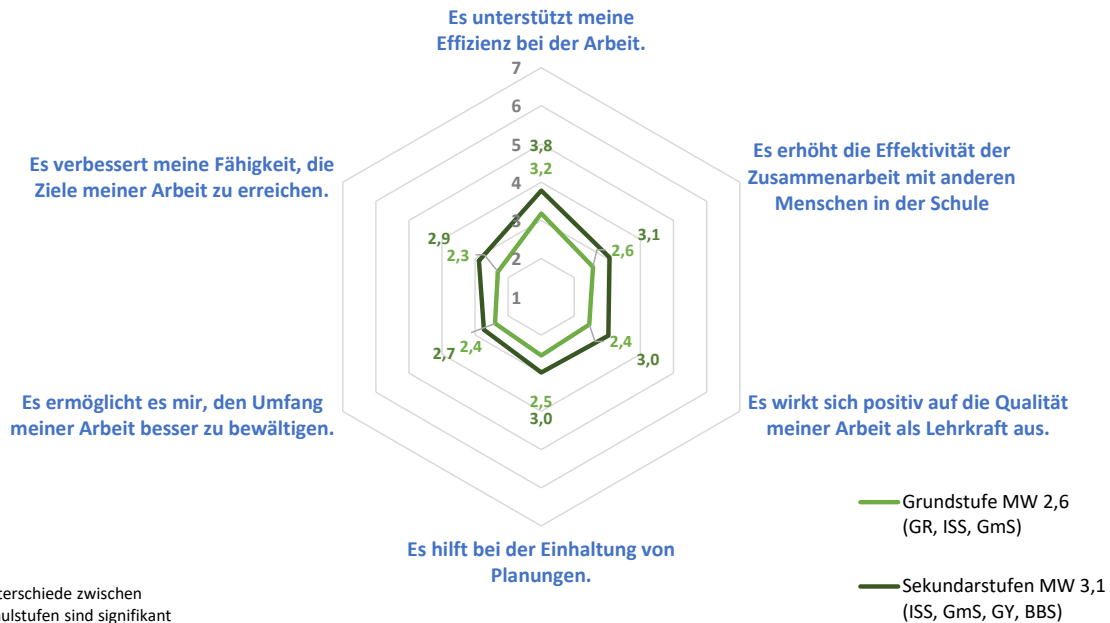 Es unterstützt meine
Effizienz bei der Arbeit.
7
6
5
4
3
2
1
3,8
3,2
Es erhöht die Effektivität der
Zusammenarbeit mit anderen
Menschen in der Schule
3,1
2,6
Es wirkt sich positiv auf die Qualität
meiner Arbeit als Lehrkraft aus.
2,4
3,0
Es hilft bei der Einhaltung von
Planungen.
2,5
3,0
Es ermöglicht es mir, den Umfang
meiner Arbeit besser zu bewältigen.
2,7
2,4
Es verbessert meine Fähigkeit, die
Ziele meiner Arbeit zu erreichen.
2,9
2,3
Grundstufe MW 2,6
(GR, ISS, GmS)
Sekundarstufen MW 3,1
(ISS, GmS, GY, BBS)
zwischen
sind signifikant